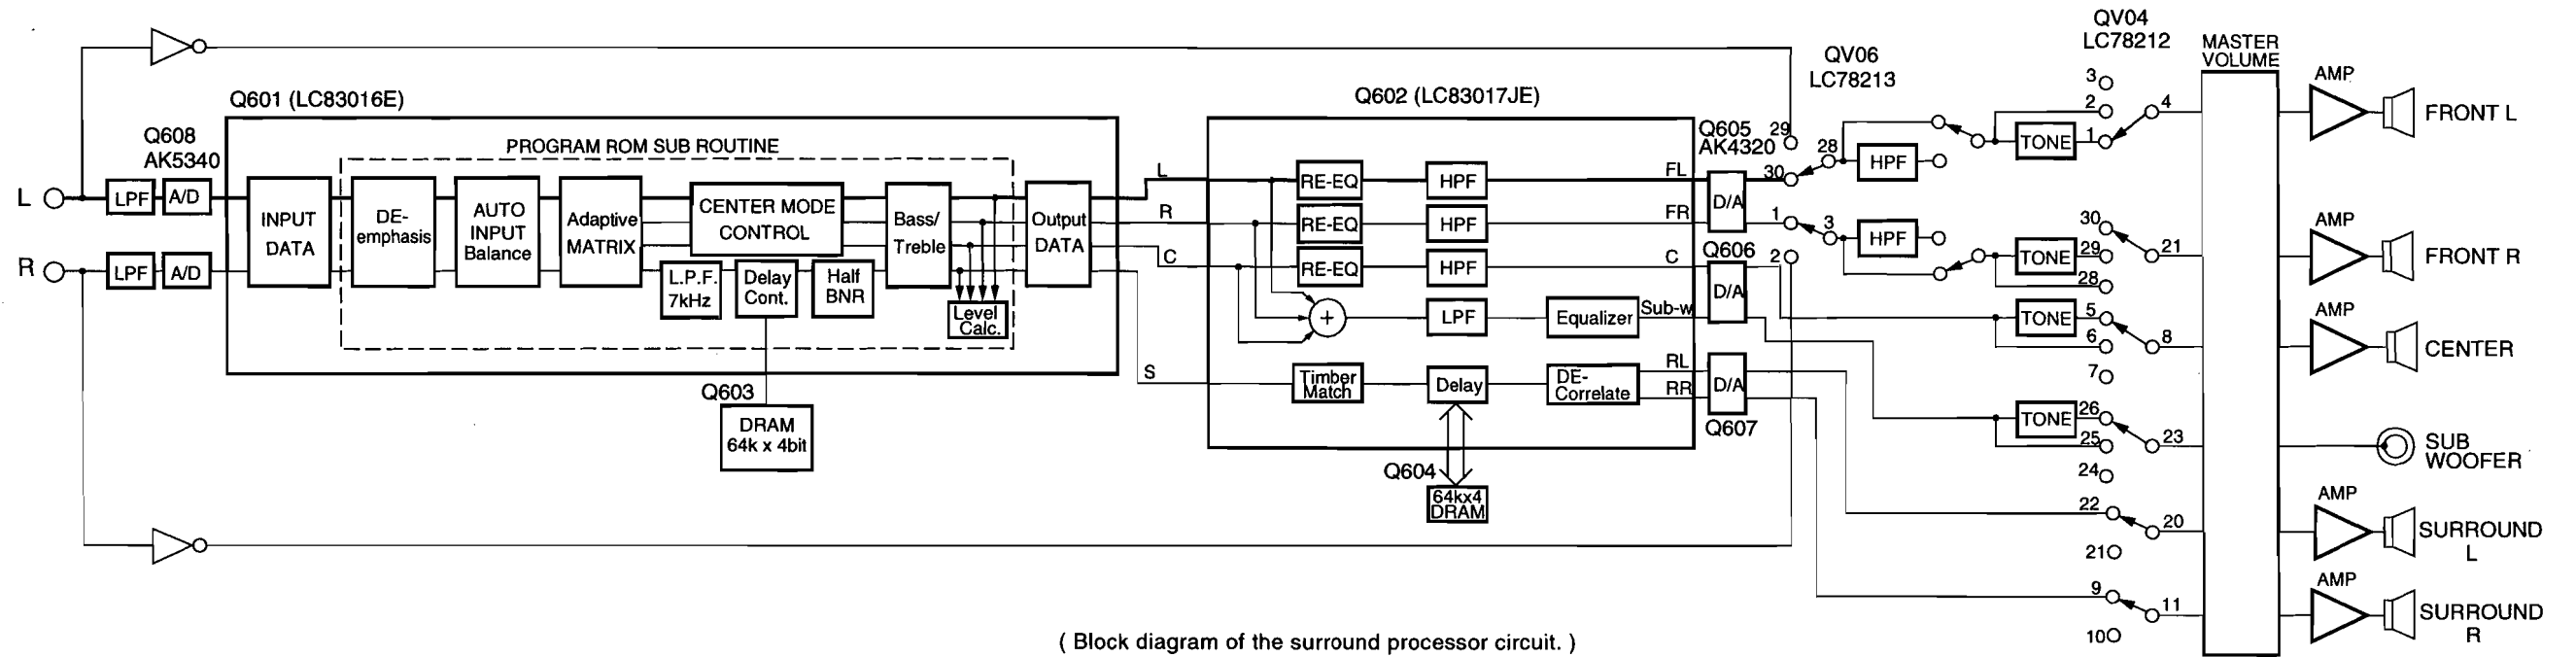 QV04
LC78212
QV06
LC78213
MASTER
VOLUME
Q601 (LC83016E)
Q602 (LC83017JE)
Q608
AK5340
PROGRAM ROM SUB ROUTINE
L
LPF
A/D
R
LPF
A/D
INPUT
DATA
DE-
emphasis
AUTO
INPUT
Balance
Adaptive
MATRIX
CENTER MODE
CONTROL
L.P.F.
7kHz
Delay
Cont.
Half
BNR
Bass/
Treble
Level
Calc.
Output
DATA
Q603
DRAM
64k x 4bit
L
R
C
S
RE-EQ
HPF
FL
RE-EQ
HPF
FR
RE-EQ
HPF
C
+
LPF
Equalizer
Sub-w
Timber
Match
Delay
DE-
Correlate
RL
RR
Q604
64kx4
DRAM
Q605
AK4320
D/A
Q606
D/A
D/A
Q607
29
30
28
1
3
2
HPF
HPF
TONE
3
2
1
4
TONE
30
29
28
21
TONE
5
6
7
8
TONE
26
25
24
23
22
21
20
9
10
11
AMP
FRONT L
AMP
FRONT R
AMP
CENTER
SUB
WOOFER
AMP
SURROUND
L
AMP
SURROUND
R
( Block diagram of the surround processor circuit. )